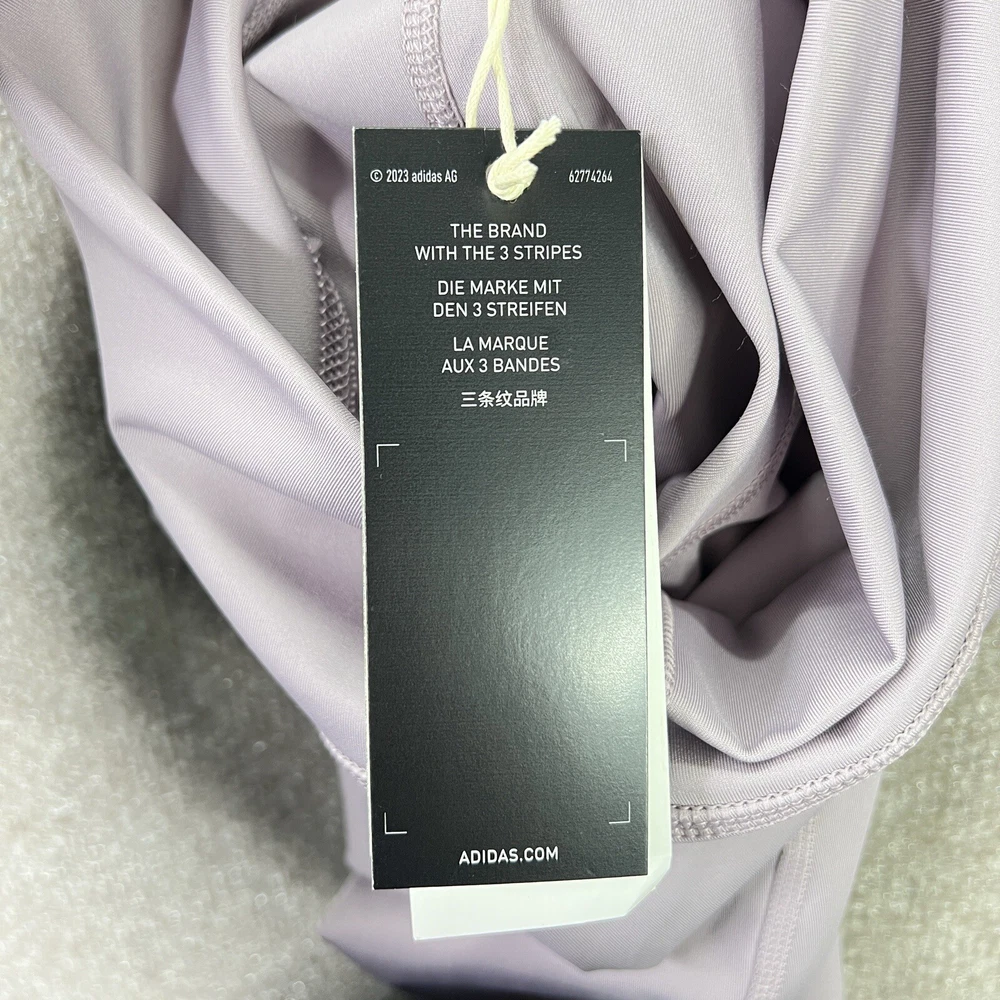 © 2023 adidas AG 62774264
THE BRAND
WITH THE 3 STRIPES
DIE MARKE MIT
DEN 3 STREIFEN
LA MARQUE
AUX 3 BANDES
三条纹品牌
ADIDAS.COM